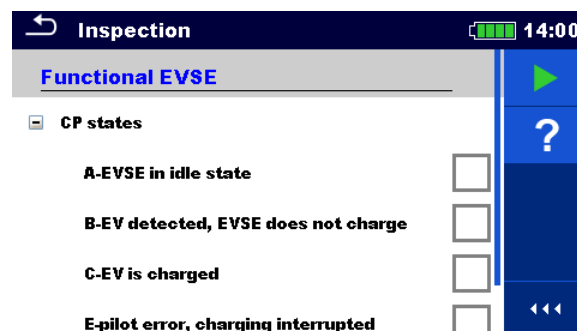 Inspection 14:00
Functional EVSE
CP states
?
A-EVSE in idle state
B-EV detected, EVSE does not charge
C-EV is charged
E-pilot error, charging interrupted